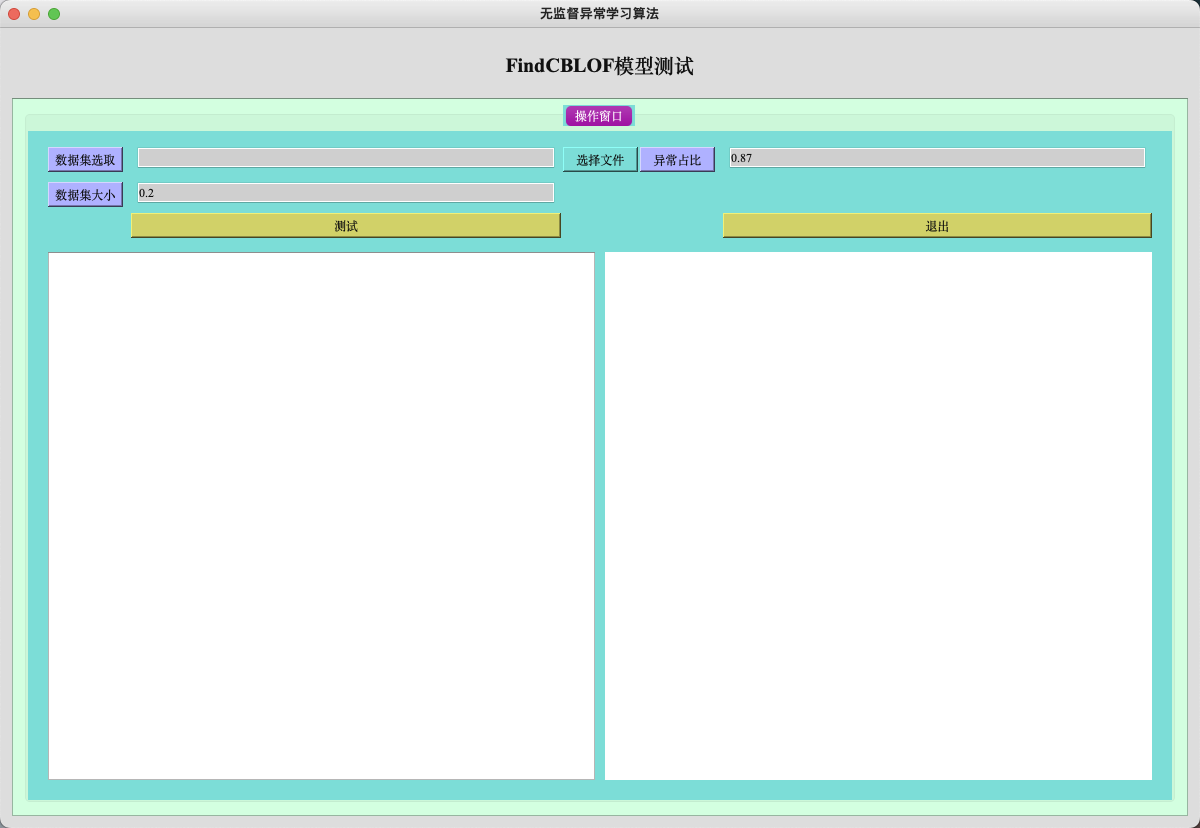 无监督异常学习算法
FindCBLOF模型测试
操作窗口
数据集选取 选择文件 异常占比 0.87
数据集大小 0.2
测试 退出